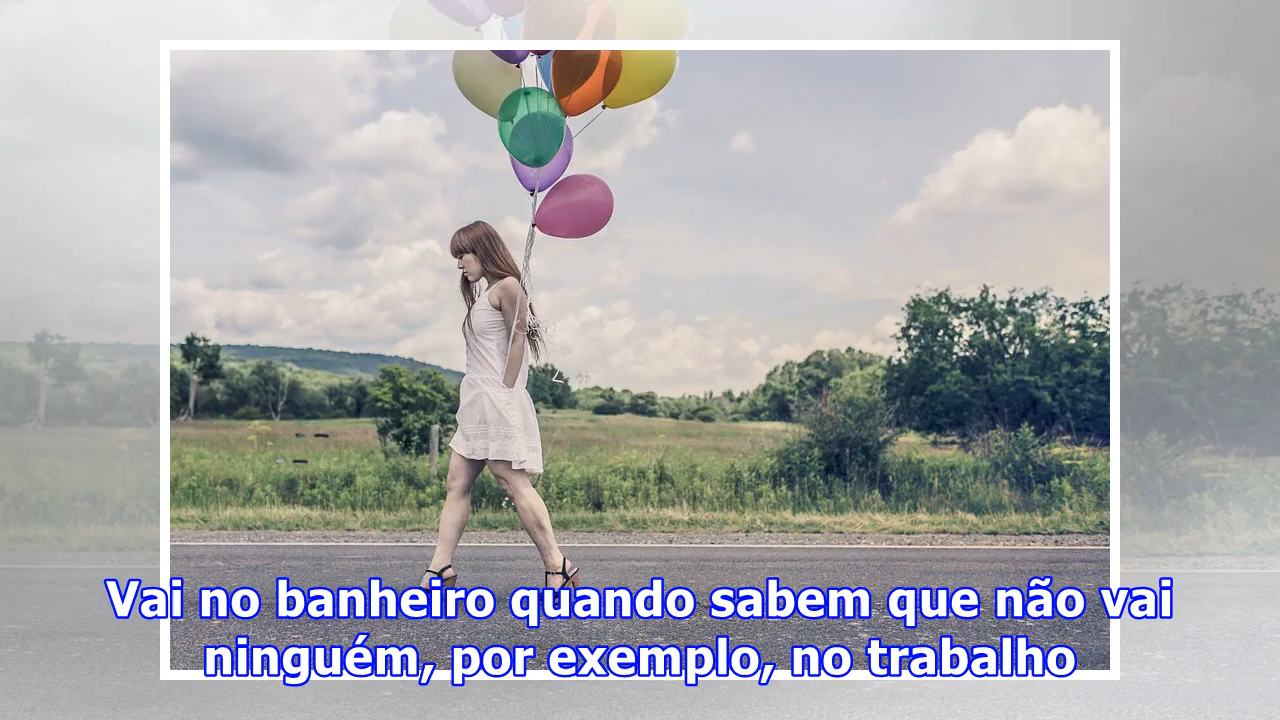 Vai no banheiro quando sabem que não vai
ninguém, por exemplo, no trabalho